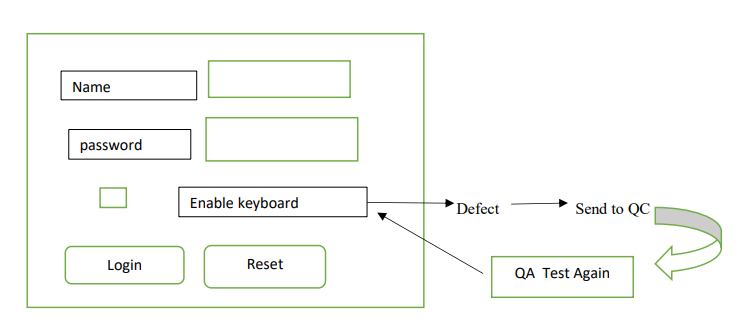 Name
password
Enable keyboard
Defect
Send to QC
QA Test Again
Login
Reset